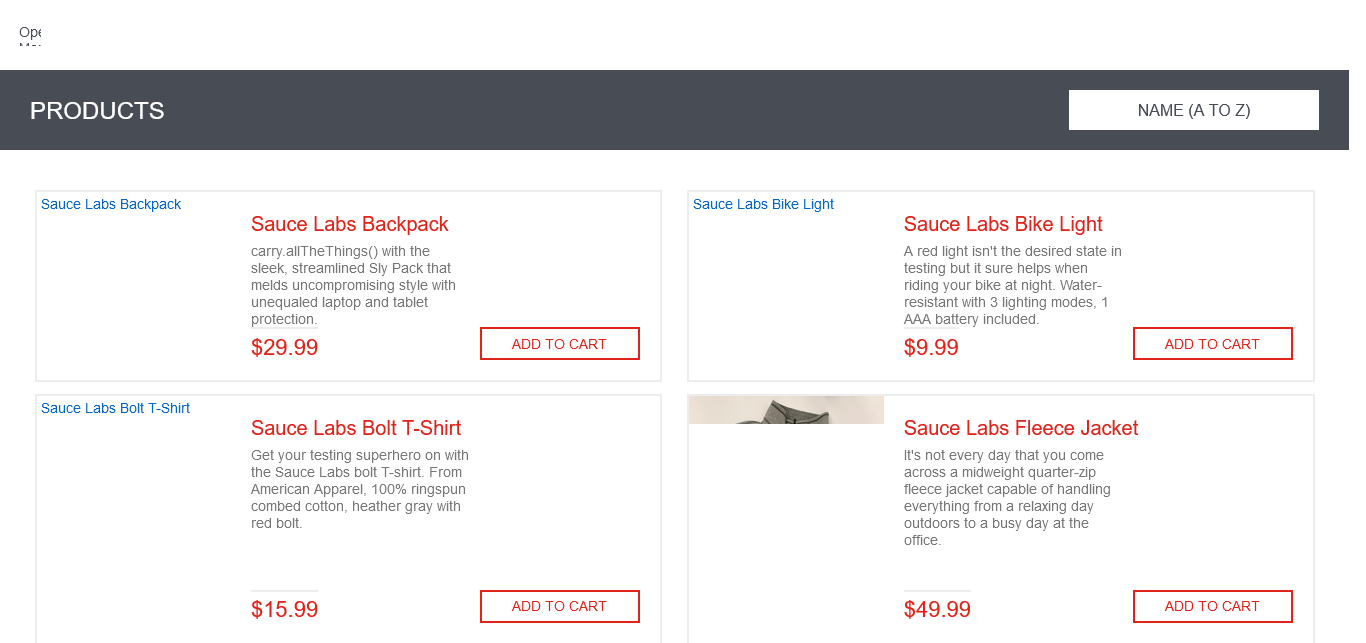 Ope
PRODUCTS
NAME (A TO Z)
Sauce Labs Backpack
Sauce Labs Backpack
carry.allTheThings() with the
sleek, streamlined Sly Pack that
melds uncompromising style with
unequaled laptop and tablet
protection.
$29.99
ADD TO CART
Sauce Labs Bike Light
Sauce Labs Bike Light
A red light isn't the desired state in
testing but it sure helps when
riding your bike at night. Water-
resistant with 3 lighting modes, 1
AAA battery included.
$9.99
ADD TO CART
Sauce Labs Bolt T-Shirt
Sauce Labs Bolt T-Shirt
Get your testing superhero on with
the Sauce Labs bolt T-shirt. From
American Apparel, 100% ringspun
combed cotton, heather gray with
red bolt.
$15.99
ADD TO CART
Sauce Labs Fleece Jacket
It's not every day that you come
across a midweight quarter-zip
fleece jacket capable of handling
everything from a relaxing day
outdoors to a busy day at the
office.
$49.99
ADD TO CART